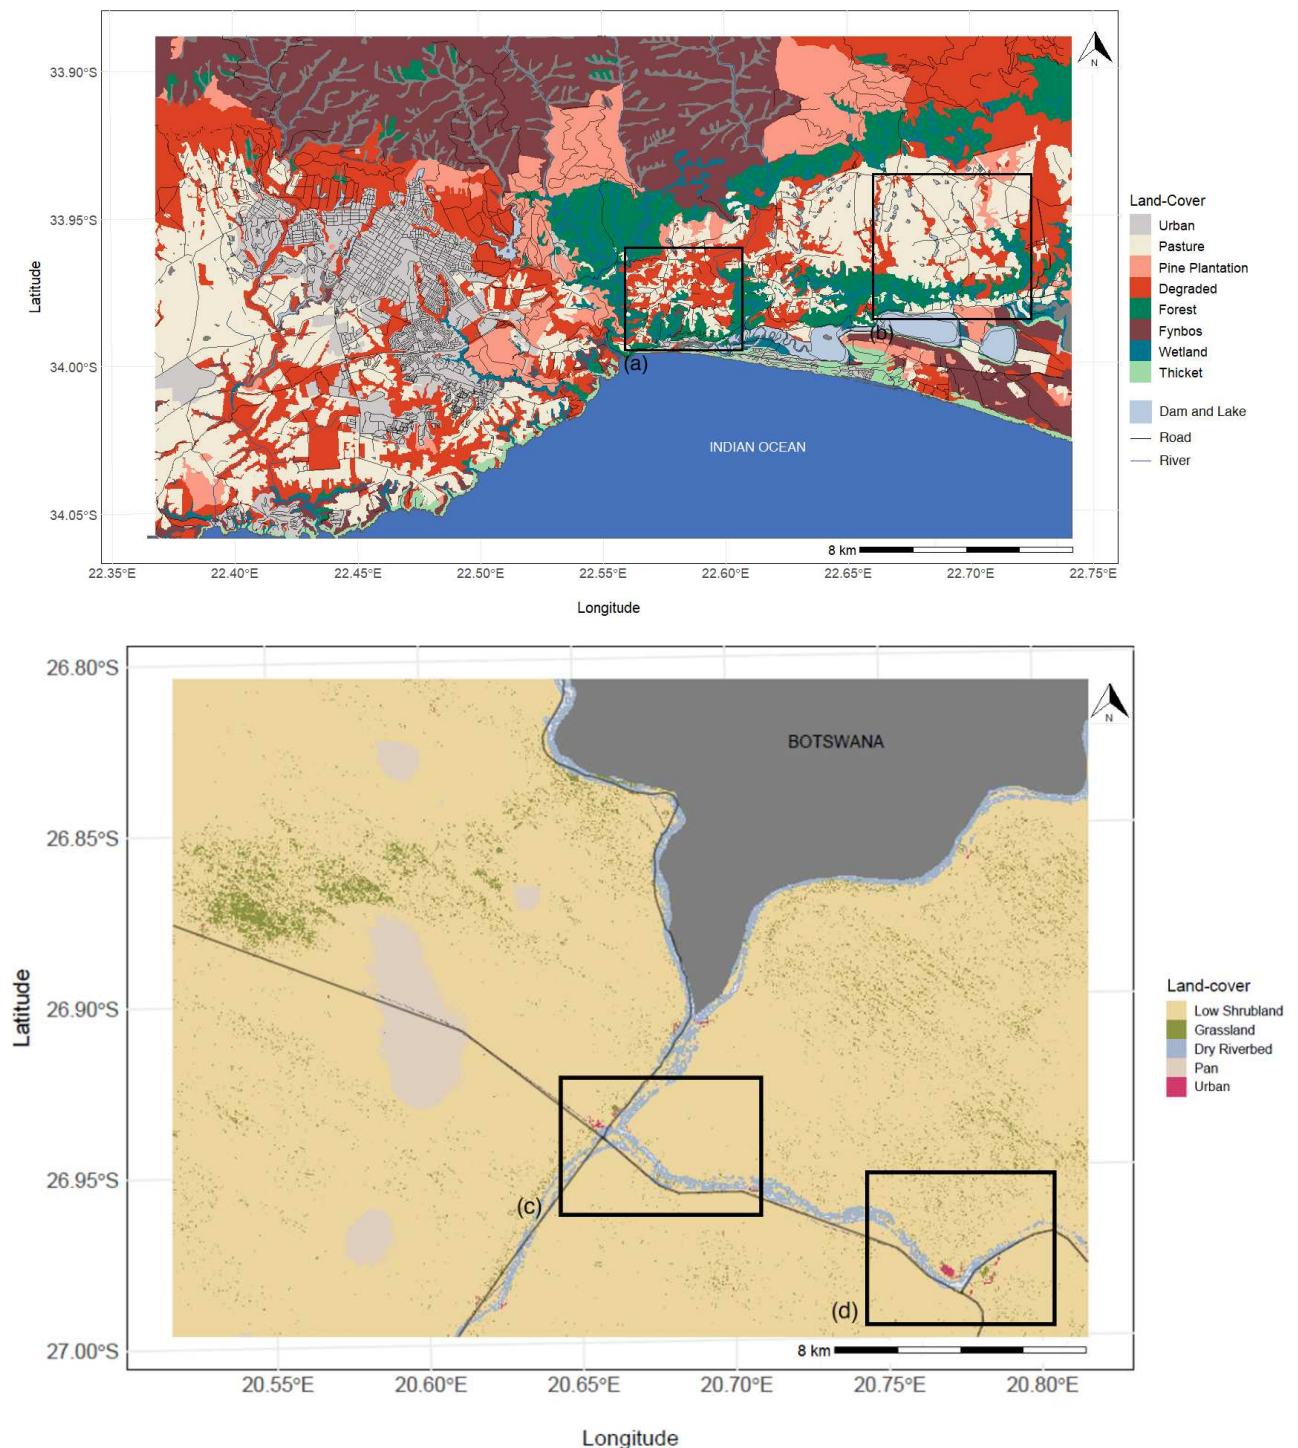 33.90°S
33.95°S
34.00°S
34.05°S
Latitude
N
(a)
(b)
INDIAN OCEAN
8 km
22.35°E 22.40°E 22.45°E 22.50°E 22.55°E 22.60°E 22.65°E 22.70°E 22.75°E
Longitude
Land-Cover
Urban
Pasture
Pine Plantation
Degraded
Forest
Fynbos
Wetland
Thicket
Dam and Lake
Road
River
26.80°S
26.85°S
26.90°S
26.95°S
27.00°S
Latitude
N
BOTSWANA
(c)
(d)
8 km
20.55°E 20.60°E 20.65°E 20.70°E 20.75°E 20.80°E
Longitude
Land-cover
Low Shrubland
Grassland
Dry Riverbed
Pan
Urban